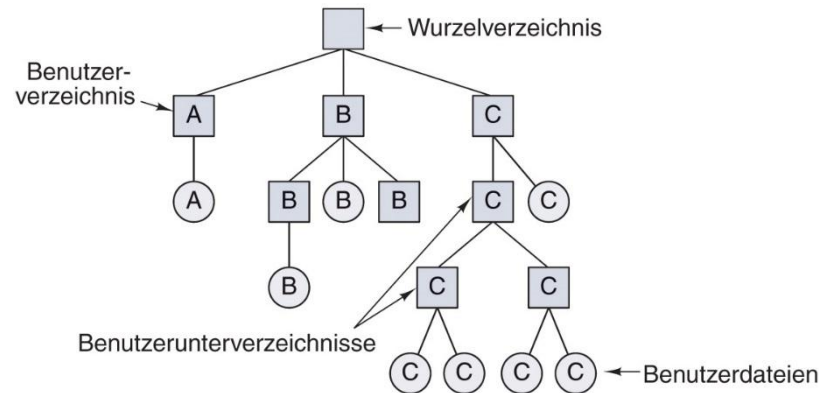 Wurzelverzeichnis
Benutzer-
verzeichnis
A B C
A B B B C C
B C C
Benutzerunterverzeichnisse
C C C C
Benutzerdateien